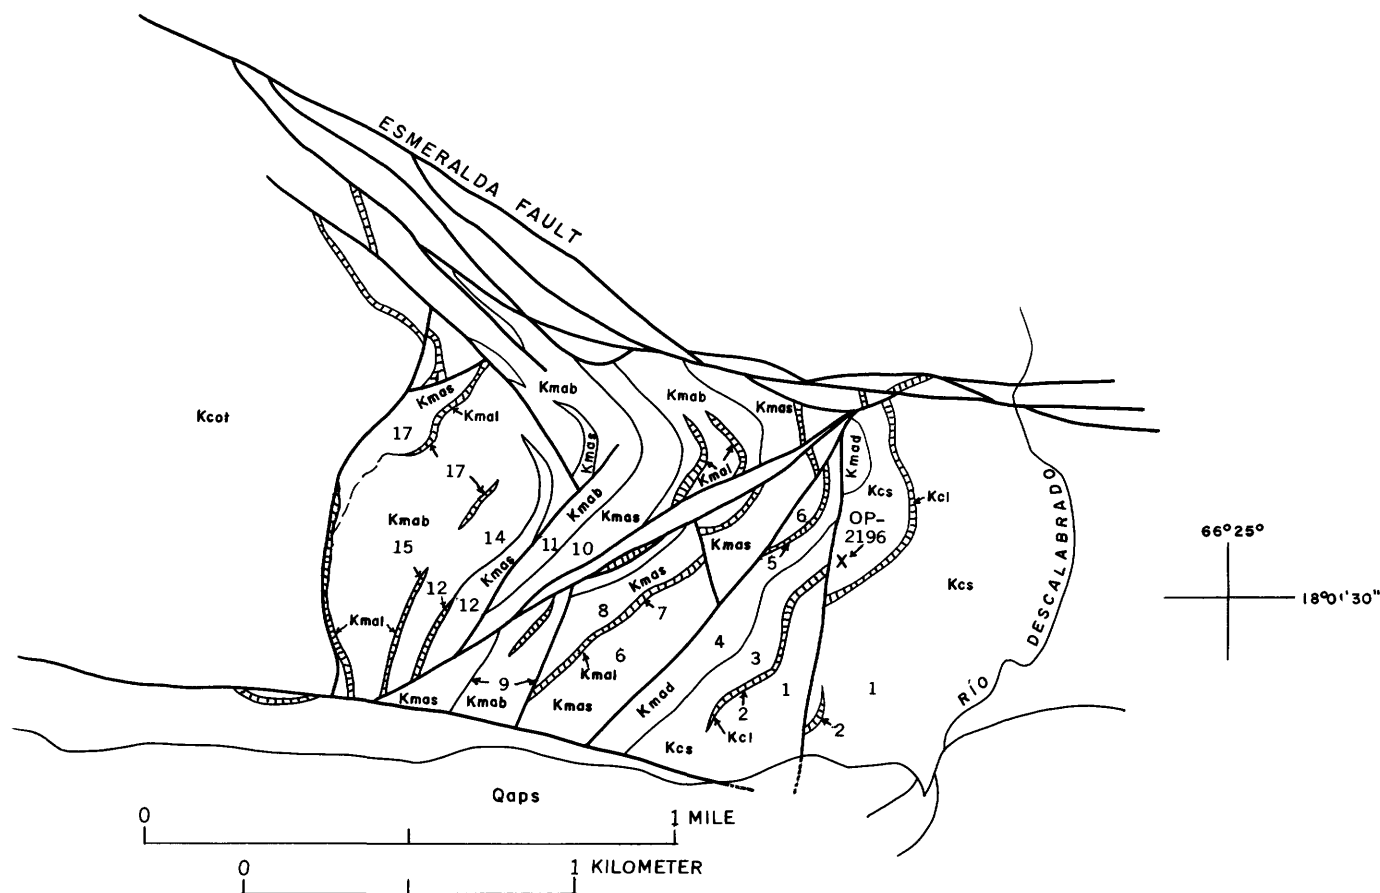 ESMERALDA FAULT
Kcot
Kmas
Kmal
17
17
Kmab
15
12
12
14
Kmas
Kmal
Kmab
Kmas
Kmab
11
10
Kmas
Kmab
Kmal
Kmas
Kmad
Kcs
Kcl
OP-
2196
6
5
Kmas
Kmas
8
7
6
Kmal
Kmas
9
Kmas
Kmab
Kmad
4
3
2
Kcl
1
Kcs
1
2
Kcs
RÍO DESCALABRADO
66°25°
18°01'30"
Qaps
0 1 MILE
0 1 KILOMETER